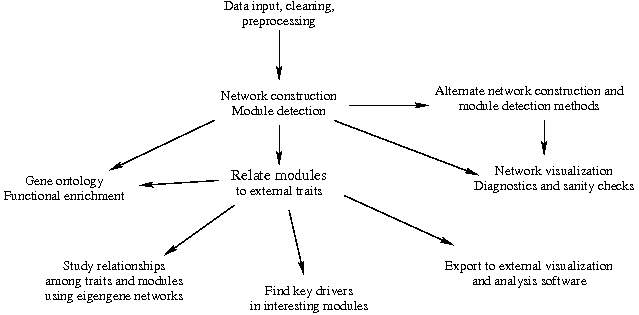 Data input, cleaning,
preprocessing
Network construction
Module detection
Alternate network construction and
module detection methods
Gene ontology
Functional enrichment
Relate modules
to external traits
Network visualization
Diagnostics and sanity checks
Study relationships
among traits and modules
using eigengene networks
Find key drivers
in interesting modules
Export to external visualization
and analysis software